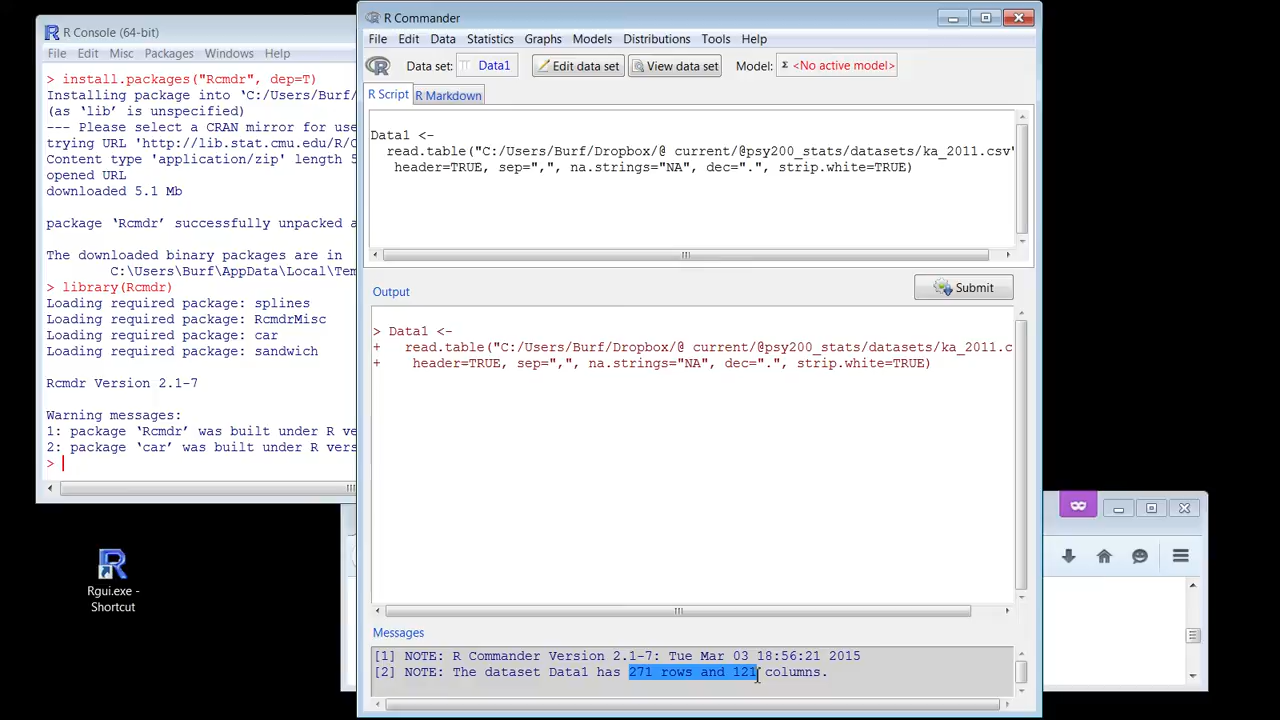 R Console (64-bit)
File Edit Misc Packages Windows Help
> install.packages("Rcmdr", dep=T)
Installing package into ‘C:/Users/Burf/
(as ‘lib’ is unspecified)
--- Please select a CRAN mirror for use
trying URL 'http://lib.stat.cmu.edu/R/C
Content type 'application/zip' length 5
opened URL
downloaded 5.1 Mb
package ‘Rcmdr’ successfully unpacked a
The downloaded binary packages are in
C:\Users\Burf\AppData\Local\Tem
> library(Rcmdr)
Loading required package: splines
Loading required package: RcmdrMisc
Loading required package: car
Loading required package: sandwich
Rcmdr Version 2.1-7
Warning messages:
1: package ‘Rcmdr’ was built under R ve
2: package ‘car’ was built under R vers
>
R Commander
File Edit Data Statistics Graphs Models Distributions Tools Help
Data set: Data1 Edit data set View data set Model: Σ <No active model>
R Script R Markdown
Data1 <-
read.table("C:/Users/Burf/Dropbox/@ current/@psy200_stats/datasets/ka_2011.csv"
header=TRUE, sep=",", na.strings="NA", dec=".", strip.white=TRUE)
Output
Submit
> Data1 <-
+ read.table("C:/Users/Burf/Dropbox/@ current/@psy200_stats/datasets/ka_2011.c
+ header=TRUE, sep=",", na.strings="NA", dec=".", strip.white=TRUE)
Messages
[1] NOTE: R Commander Version 2.1-7: Tue Mar 03 18:56:21 2015
[2] NOTE: The dataset Data1 has 271 rows and 121 columns.
Rgui.exe -
Shortcut